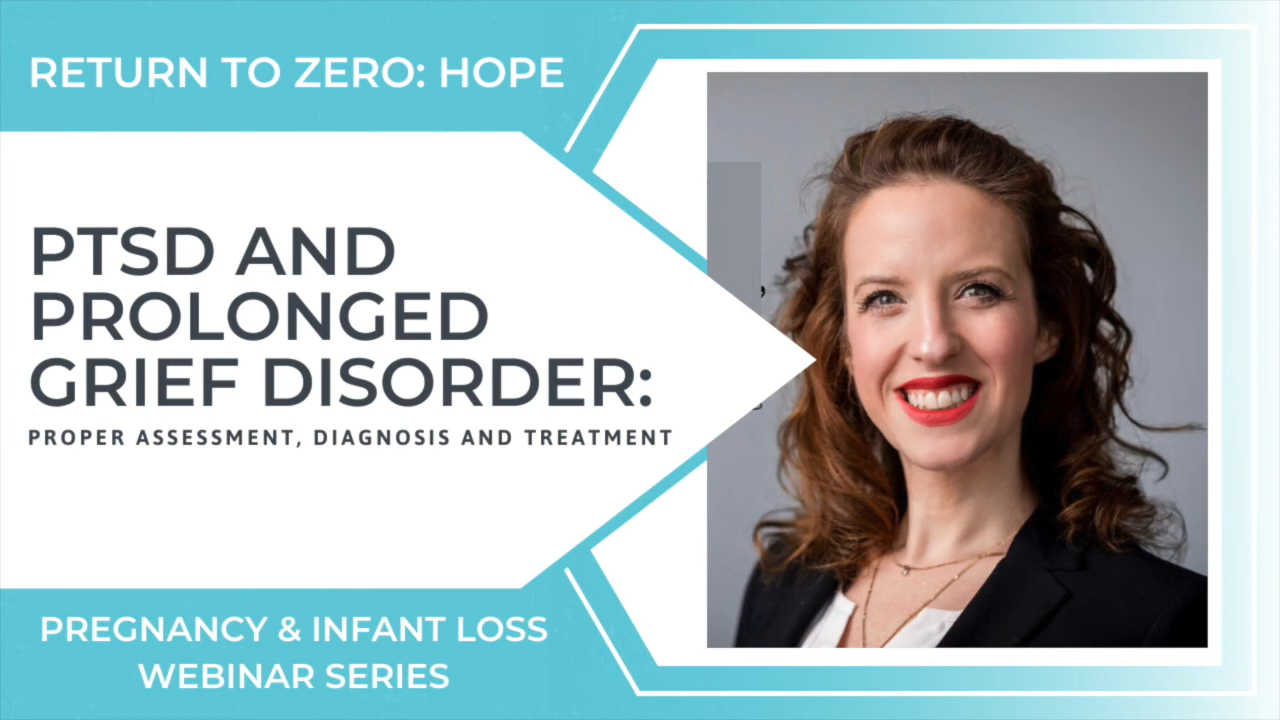 RETURN TO ZERO: HOPE
PTSD AND
PROLONGED
GRIEF DISORDER:
PROPER ASSESSMENT, DIAGNOSIS AND TREATMENT
PREGNANCY & INFANT LOSS
WEBINAR SERIES